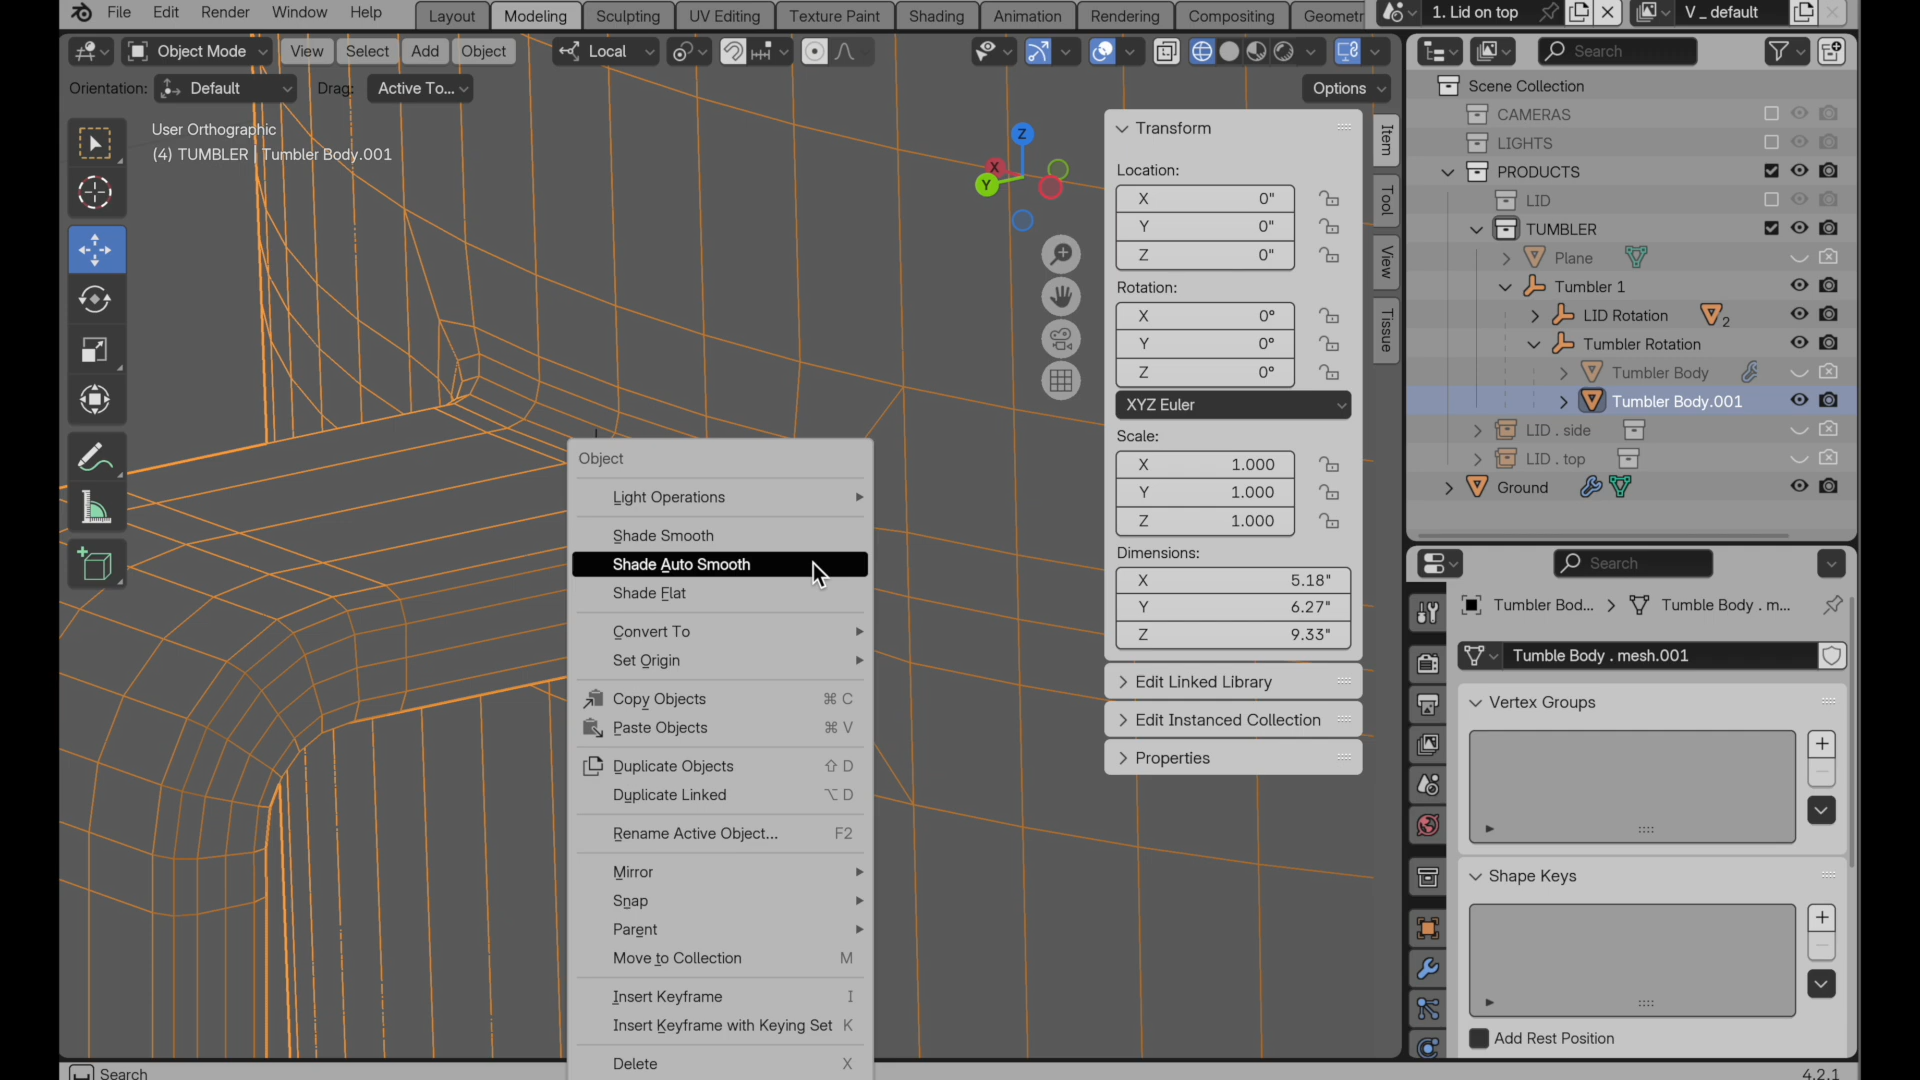 File Edit Render Window Help Layout Modeling Sculpting UV Editing Texture Paint Shading Animation Rendering Compositing Geometr 1. Lid on top V _ default
Object Mode View Select Add Object Local Search
Orientation: Default Drag: Active To... Options
User Orthographic
(4) TUMBLER | Tumbler Body.001
Z
X
Y
Transform
Location:
X 0"
Y 0"
Z 0"
Rotation:
X 0°
Y 0°
Z 0°
XYZ Euler
Scale:
X 1.000
Y 1.000
Z 1.000
Dimensions:
X 5.18"
Y 6.27"
Z 9.33"
Edit Linked Library
Edit Instanced Collection
Properties
Item
Tool
View
Tissue
Object
Light Operations
Shade Smooth
Shade Auto Smooth
Shade Flat
Convert To
Set Origin
Copy Objects ⌘ C
Paste Objects ⌘ V
Duplicate Objects ⇧ D
Duplicate Linked ⌥ D
Rename Active Object... F2
Mirror
Snap
Parent
Move to Collection M
Insert Keyframe I
Insert Keyframe with Keying Set K
Delete X
Scene Collection
CAMERAS
LIGHTS
PRODUCTS
LID
TUMBLER
Plane
Tumbler 1
LID Rotation 2
Tumbler Rotation
Tumbler Body
Tumbler Body.001
LID . side
LID . top
Ground
Search
Tumbler Bod... Tumble Body . m...
Tumble Body . mesh.001
Vertex Groups
Shape Keys
Add Rest Position
Search 4.2.1